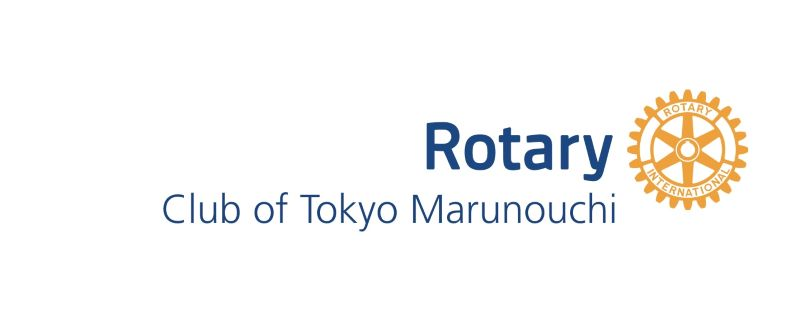 Rotary
Club of Tokyo Marunouchi
ROTARY
INTERNATIONAL